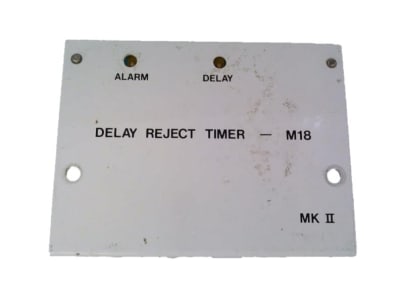 ALARM DELAY
DELAY REJECT TIMER — M18
MK II